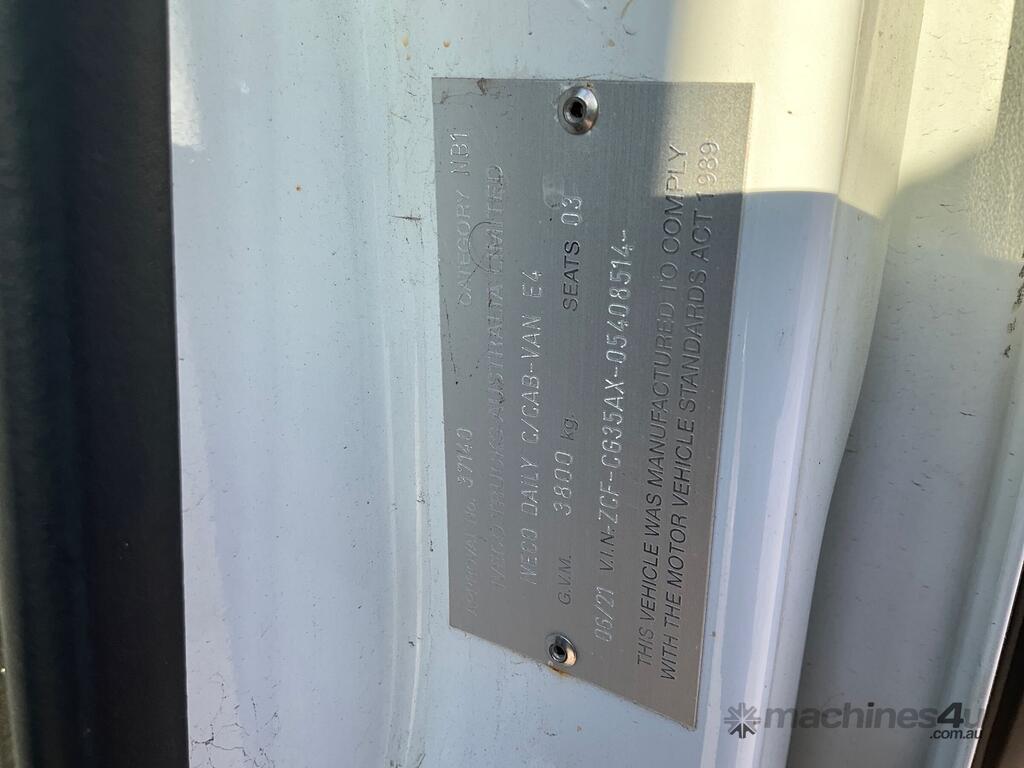 APPROVAL No. 37140 CATEGORY NB1
IVECO TRUCKS AUSTRALIA LIMITED
IVECO DAILY C/CAB-VAN E4
G.V.M. 3800 kg. SEATS 03
06/21 V.I.N-ZCF-CG35AX-05408514-
THIS VEHICLE WAS MANUFACTURED TO COMPLY
WITH THE MOTOR VEHICLE STANDARDS ACT 1989
machines4u
.com.au